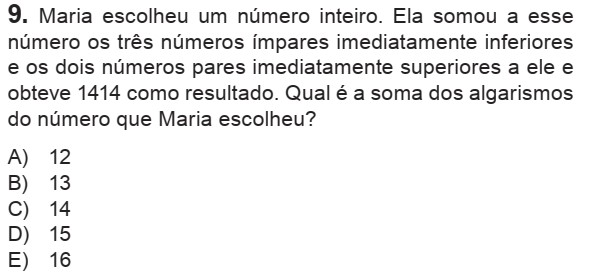 9. Maria escolheu um número inteiro. Ela somou a esse
número os três números ímpares imediatamente inferiores
e os dois números pares imediatamente superiores a ele e
obteve 1414 como resultado. Qual é a soma dos algarismos
do número que Maria escolheu?
A) 12
B) 13
C) 14
D) 15
E) 16